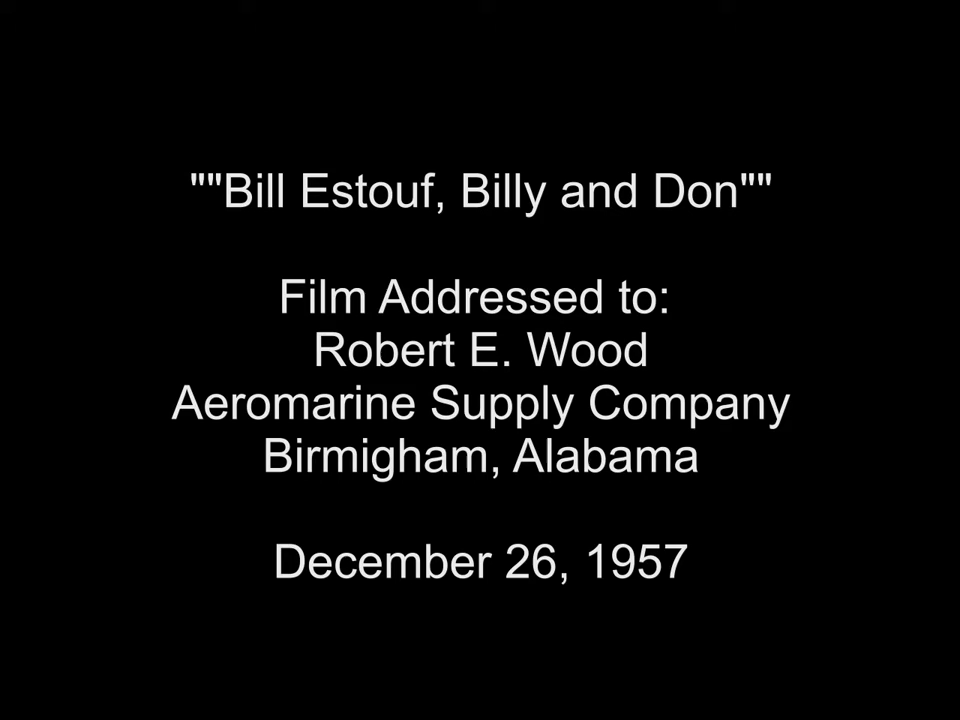 ""Bill Estouf, Billy and Don""
Film Addressed to:
Robert E. Wood
Aeromarine Supply Company
Birmigham, Alabama
December 26, 1957